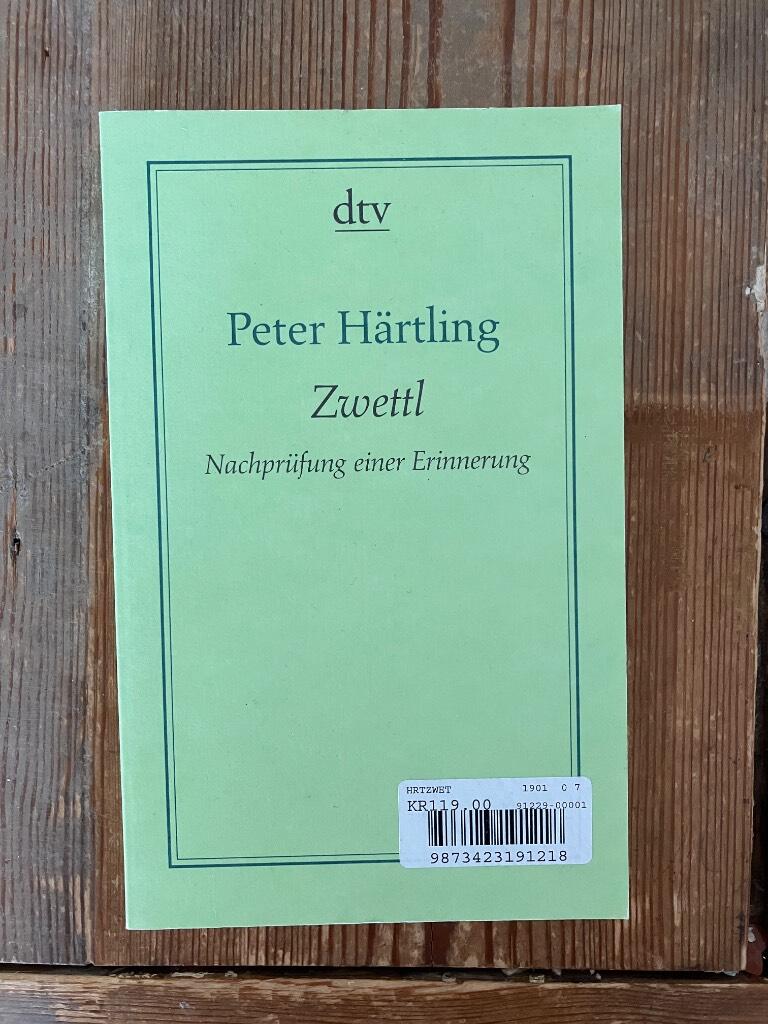 dtv
Peter Härtling
Zwettl
Nachprüfung einer Erinnerung
HRTZWET 1901 0 7
KR119.00 91229-00001
9873423191218